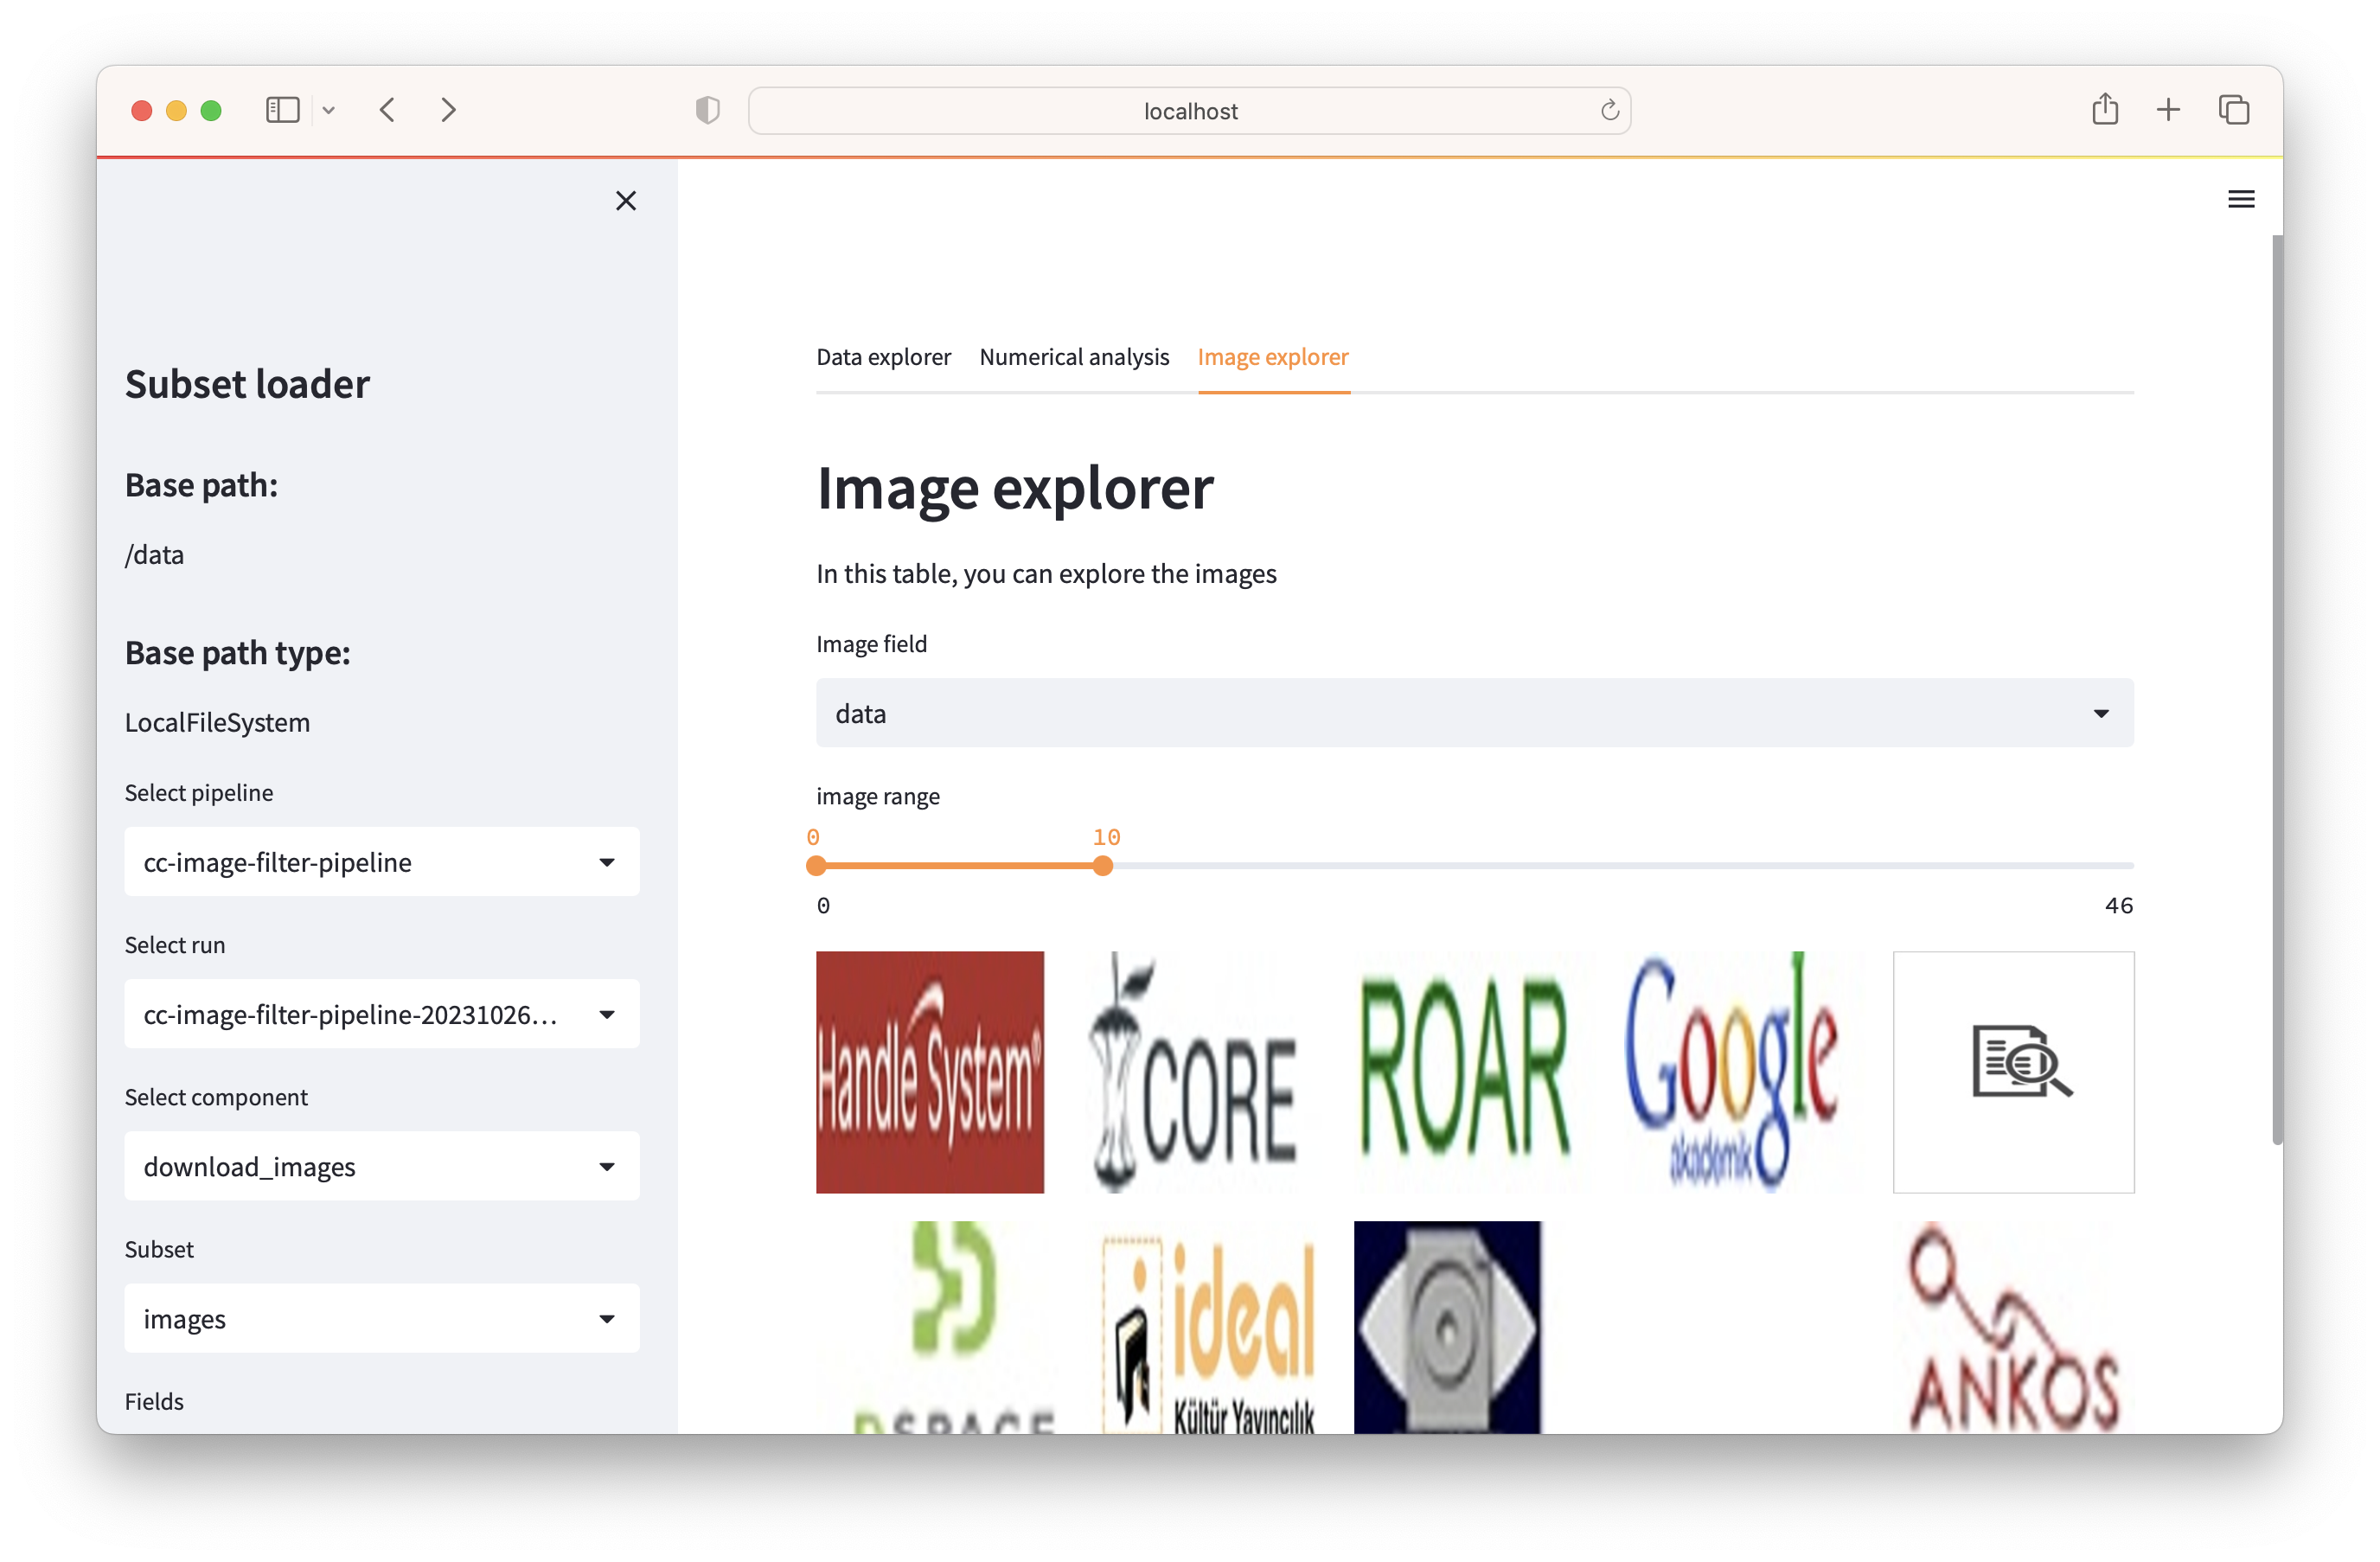 localhost
Subset loader
Base path:
/data
Base path type:
LocalFileSystem
Select pipeline
cc-image-filter-pipeline
Select run
cc-image-filter-pipeline-20231026...
Select component
download_images
Subset
images
Fields
Data explorer
Numerical analysis
Image explorer
Image explorer
In this table, you can explore the images
Image field
data
image range
0
10
0
46
Handle System®
CORE
ROAR
Google
akademik
DSPACE
ideal
Kültür Yayıncılık
ANKOS